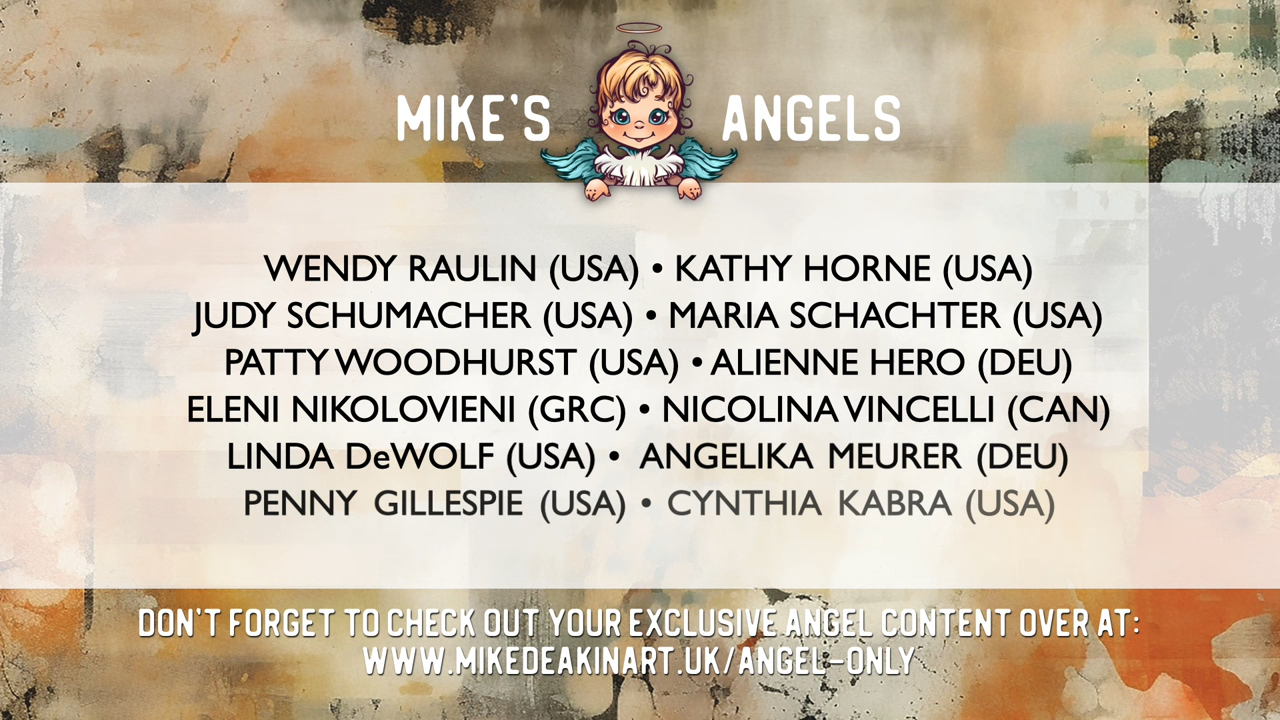 MIKE'S ANGELS
WENDY RAULIN (USA) • KATHY HORNE (USA)
JUDY SCHUMACHER (USA) • MARIA SCHACHTER (USA)
PATTY WOODHURST (USA) • ALIENNE HERO (DEU)
ELENI NIKOLOVIENI (GRC) • NICOLINA VINCELLI (CAN)
LINDA DeWOLF (USA) • ANGELIKA MEURER (DEU)
PENNY GILLESPIE (USA) • CYNTHIA KABRA (USA)
DON'T FORGET TO CHECK OUT YOUR EXCLUSIVE ANGEL CONTENT OVER AT:
WWW.MIKEDEAKINART.UK/ANGEL-ONLY